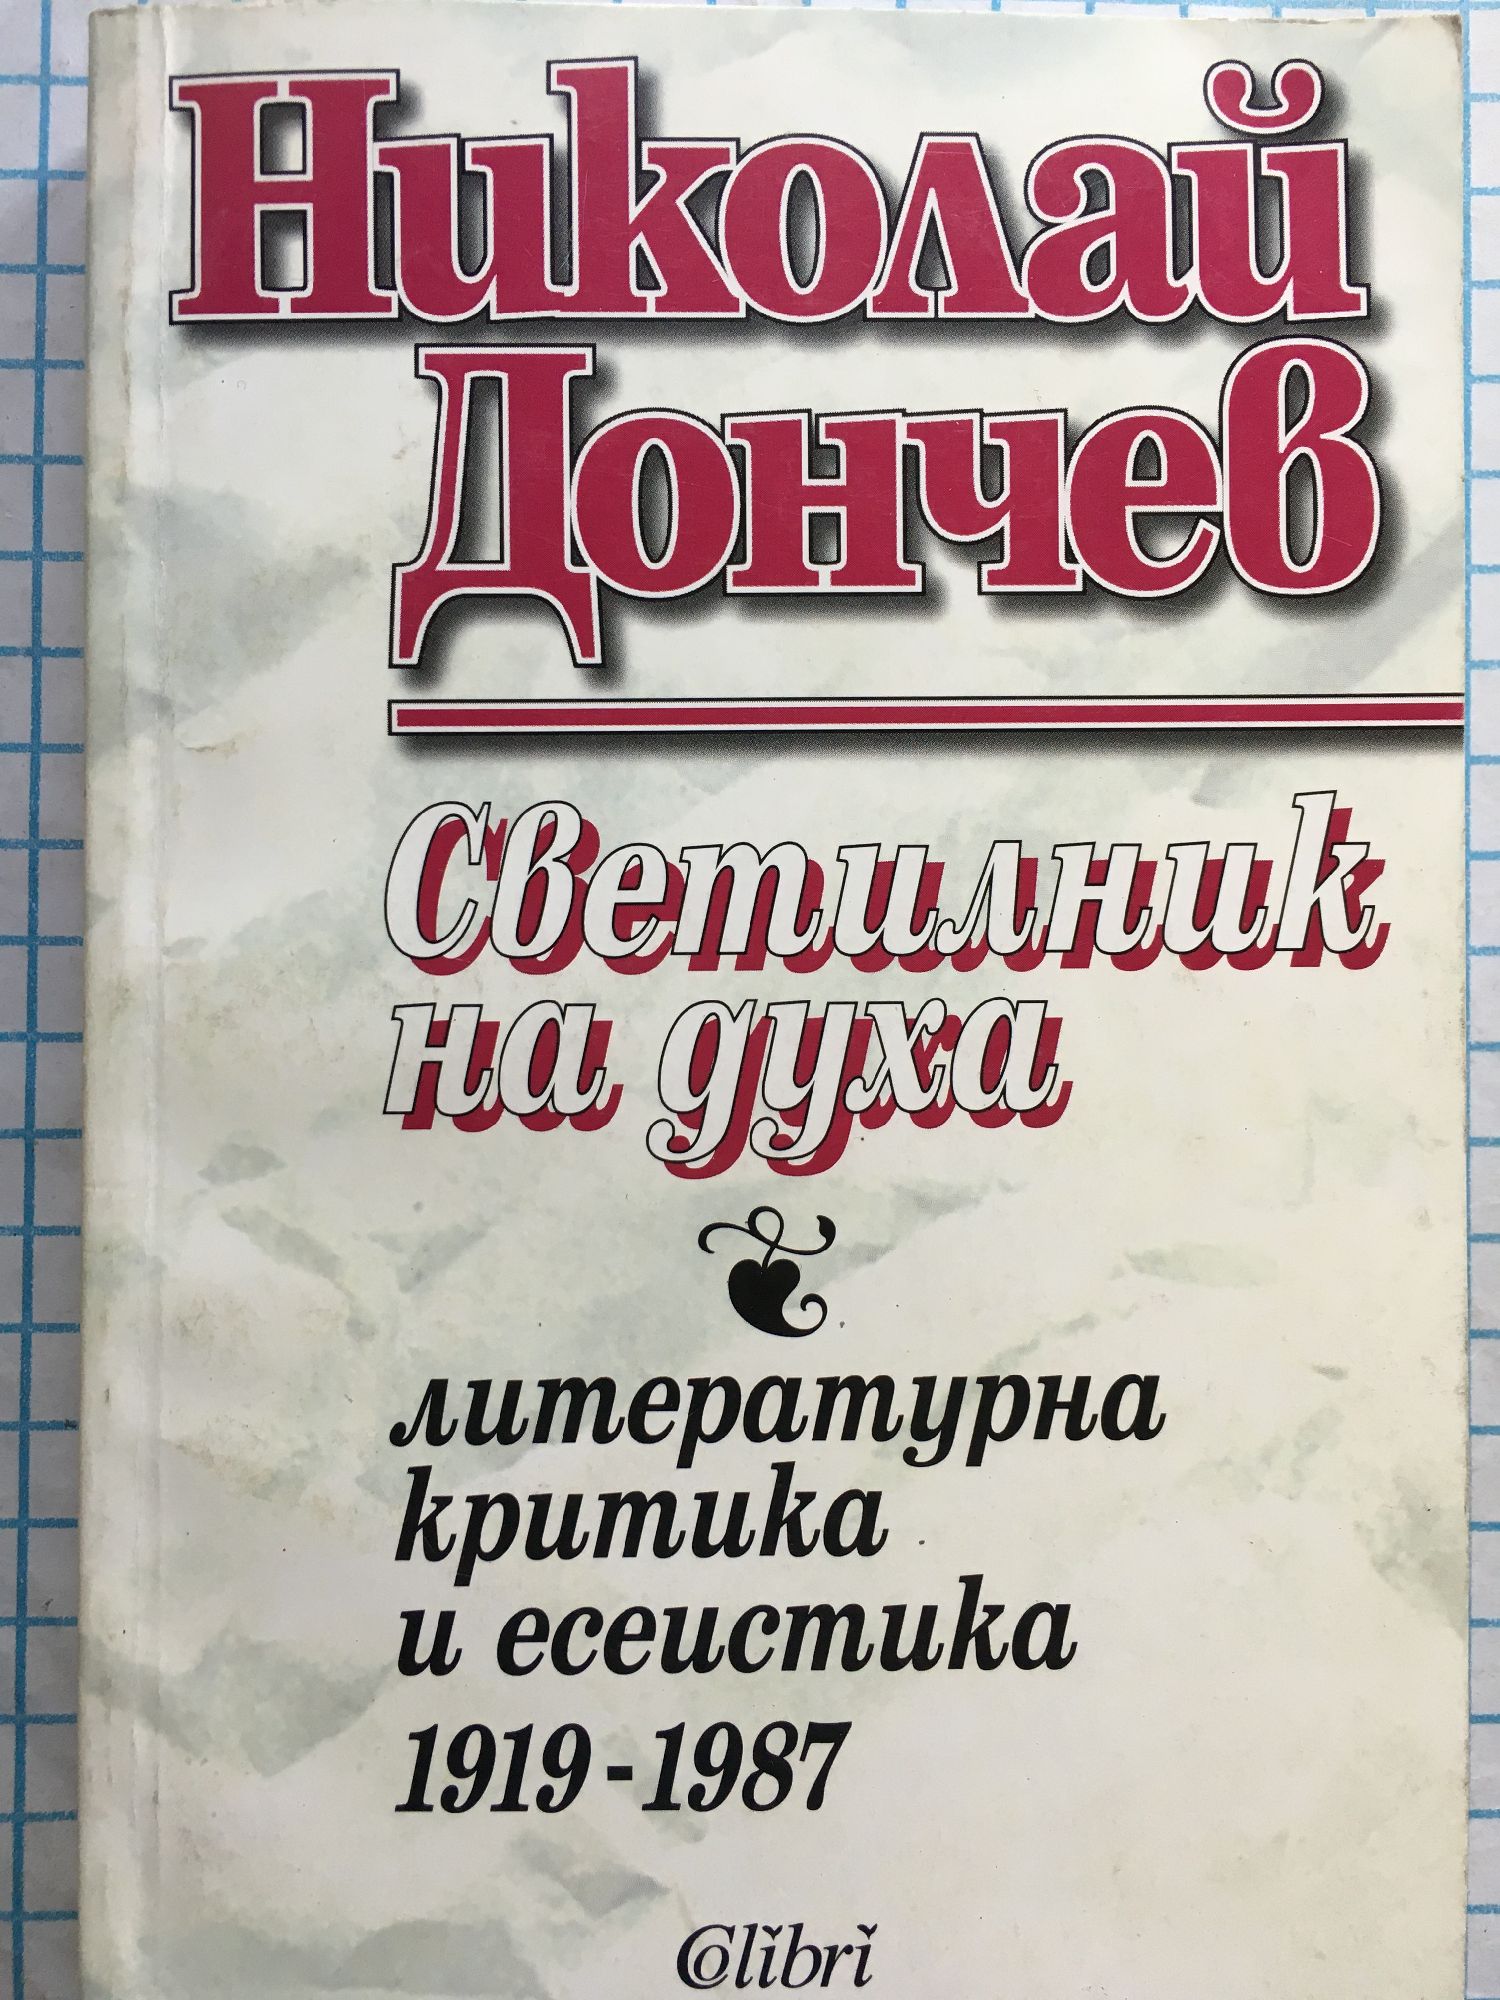 Николай
Дончев
Светилник
на духа
литературна
критика
и есеистика
1919-1987
Colibri